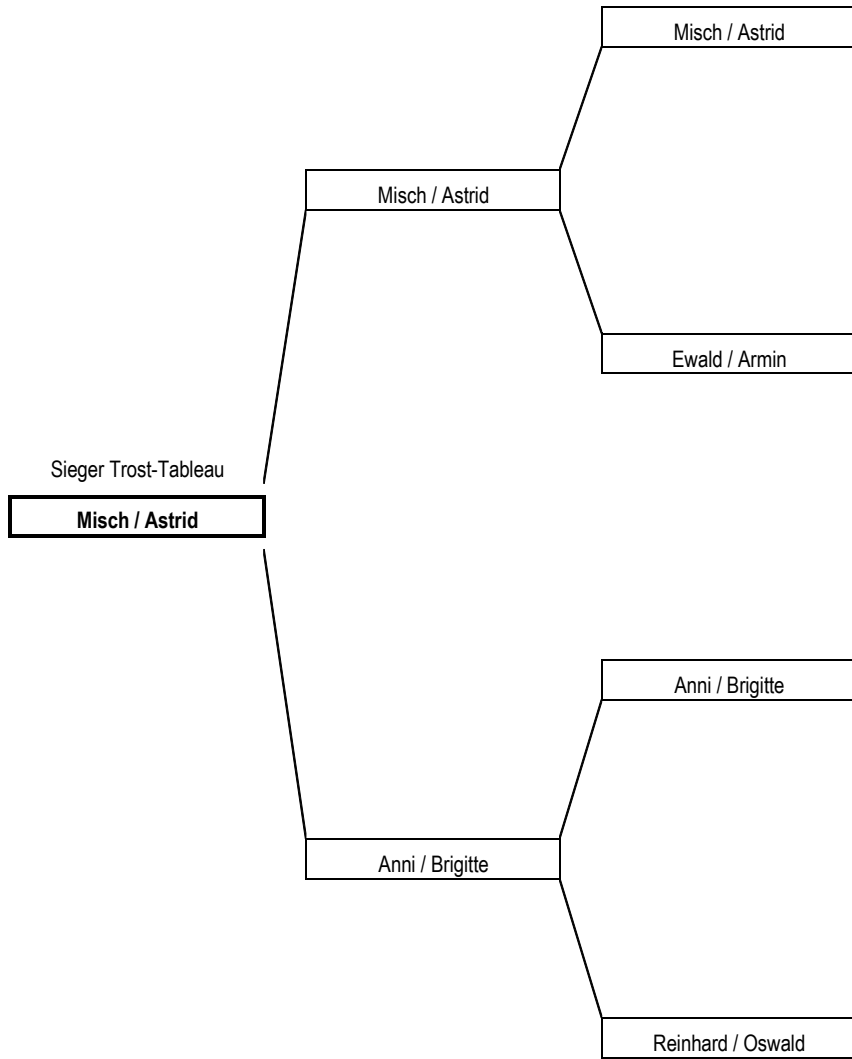 Misch / Astrid
Misch / Astrid
Ewald / Armin
Sieger Trost-Tableau
Misch / Astrid
Anni / Brigitte
Anni / Brigitte
Reinhard / Oswald